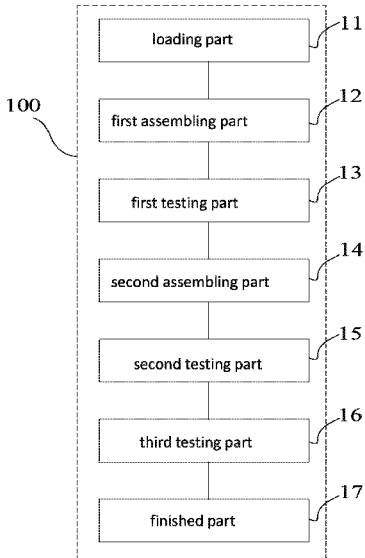 11
loading part
12
100
first assembling part
13
first testing part
14
second assembling part
15
second testing part
16
third testing part
17
finished part